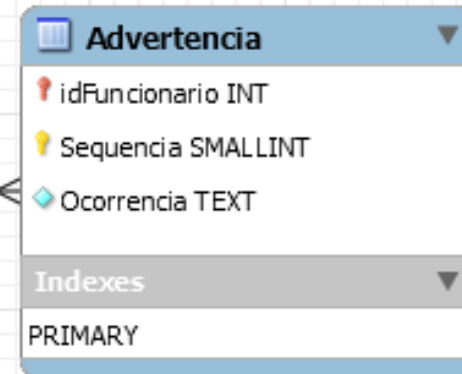 Advertencia
idFuncionario INT
Sequencia SMALLINT
Ocorrencia TEXT
Indexes
PRIMARY